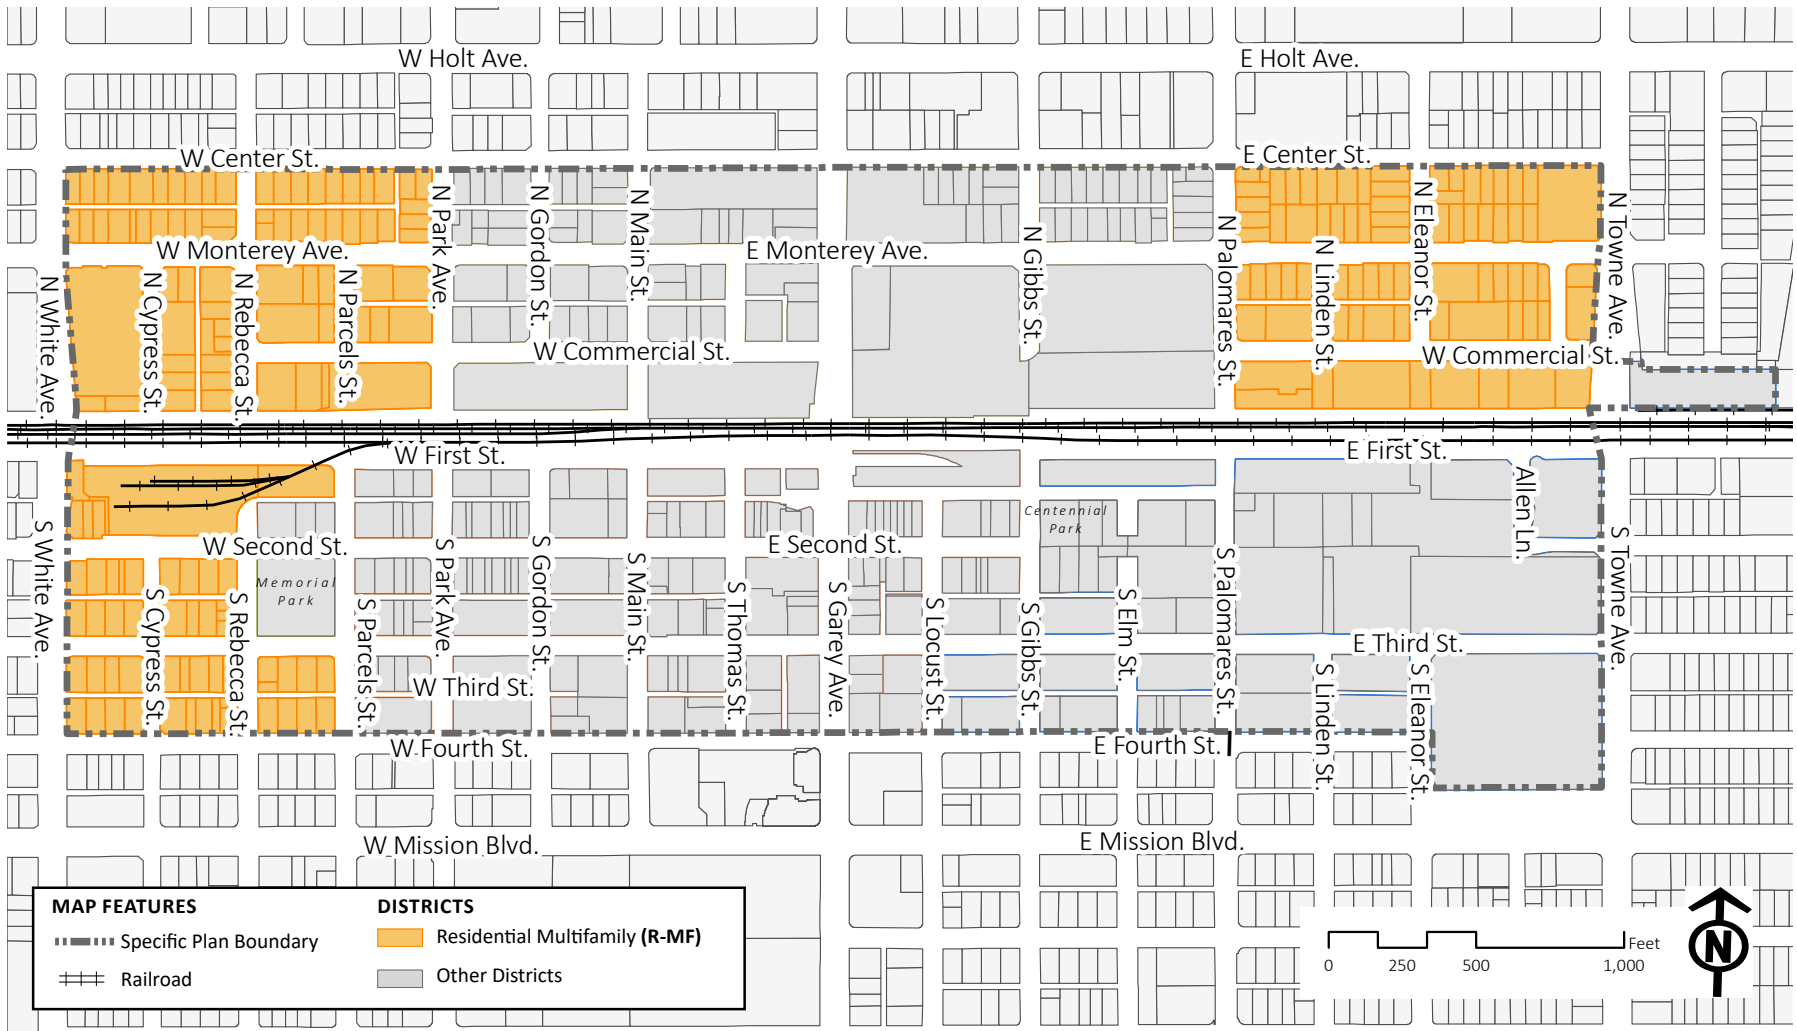 W Holt Ave.
E Holt Ave.
W Center St.
E Center St.
N Park Ave.
N Gordon St.
N Main St.
N Eleanor St.
N Towne Ave.
W Monterey Ave.
E Monterey Ave.
N Gibbs St.
N Palomares St.
N Linden St.
N White Ave.
N Cypress St.
N Rebecca St.
N Parcels St.
W Commercial St.
W Commercial St.
W First St.
E First St.
Allen Ln.
Centennial
Park
S White Ave.
W Second St.
E Second St.
S Park Ave.
S Gordon St.
S Main St.
S Palomares St.
S Towne Ave.
Memorial
Park
S Cypress St.
S Rebecca St.
S Parcels St.
S Thomas St.
S Garey Ave.
S Locust St.
S Gibbs St.
S Elm St.
E Third St.
W Third St.
S Linden St.
S Eleanor St.
W Fourth St.
E Fourth St.
W Mission Blvd.
E Mission Blvd.
MAP FEATURES
Specific Plan Boundary
Railroad
DISTRICTS
Residential Multifamily (R-MF)
Other Districts
Feet
0 250 500 1,000
N